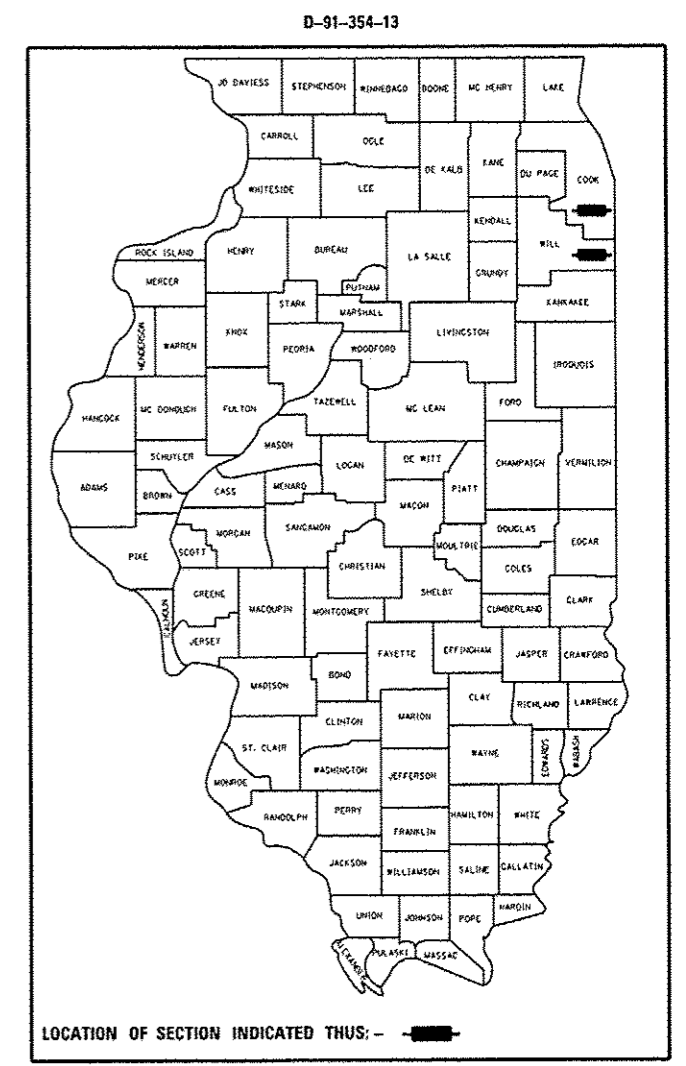 D-91-354-13
JO DAVIESS STEPHENSON WINNEBAGO BOONE MC HENRY LAKE
CARROLL OGLE
DE KALB KANE DU PAGE COOK
WHITESIDE LEE
KENDALL WILL
ROCK ISLAND HENRY BUREAU LA SALLE GRUNDY
MERCER PUTNAM KANKAKEE
STARK MARSHALL
HENDERSON WARREN KNOX PEORIA WOODFORD LIVINGSTON IROQUOIS
HANCOCK MC DONOUGH FULTON TAZEWELL MC LEAN FORD
SCHUYLER MASON LOGAN DE WITT CHAMPAIGN VERMILION
ADAMS BROWN CASS MENARD MACON PIATT
PIKE SCOTT MORGAN SANGAMON CHRISTIAN MOULTRIE DOUGLAS EDGAR
COLES
CALHOUN GREENE MACOUPIN MONTGOMERY SHELBY CUMBERLAND CLARK
JERSEY FAYETTE EFFINGHAM JASPER CRAWFORD
MADISON BOND
CLINTON MARION CLAY RICHLAND LAWRENCE
ST. CLAIR WASHINGTON JEFFERSON WAYNE EDWARDS WABASH
MONROE
RANDOLPH PERRY HAMILTON WHITE
FRANKLIN
JACKSON WILLIAMSON SALINE GALLATIN
UNION JOHNSON POPE HARDIN
ALEXANDER PULASKI MASSAC
LOCATION OF SECTION INDICATED THUS: -